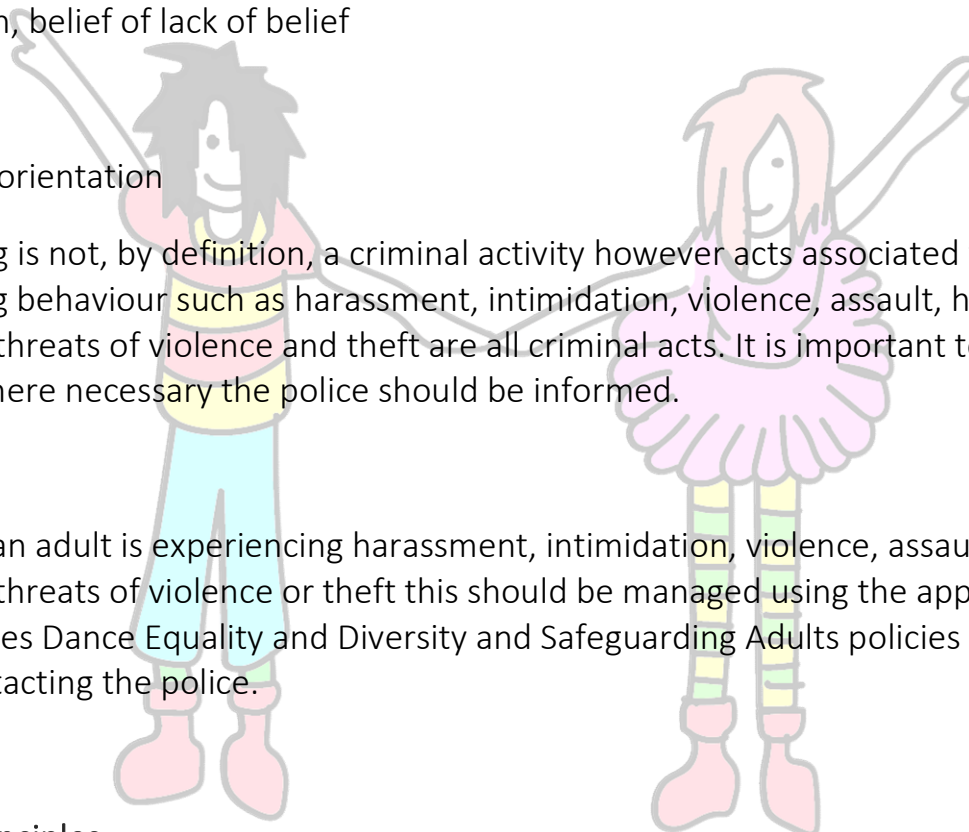 n, belief of lack of belief
orientation
g is not, by definition, a criminal activity however acts associated
g behaviour such as harassment, intimidation, violence, assault, h
threats of violence and theft are all criminal acts. It is important to
here necessary the police should be informed.
an adult is experiencing harassment, intimidation, violence, assau
threats of violence or theft this should be managed using the app
es Dance Equality and Diversity and Safeguarding Adults policies
tacting the police.